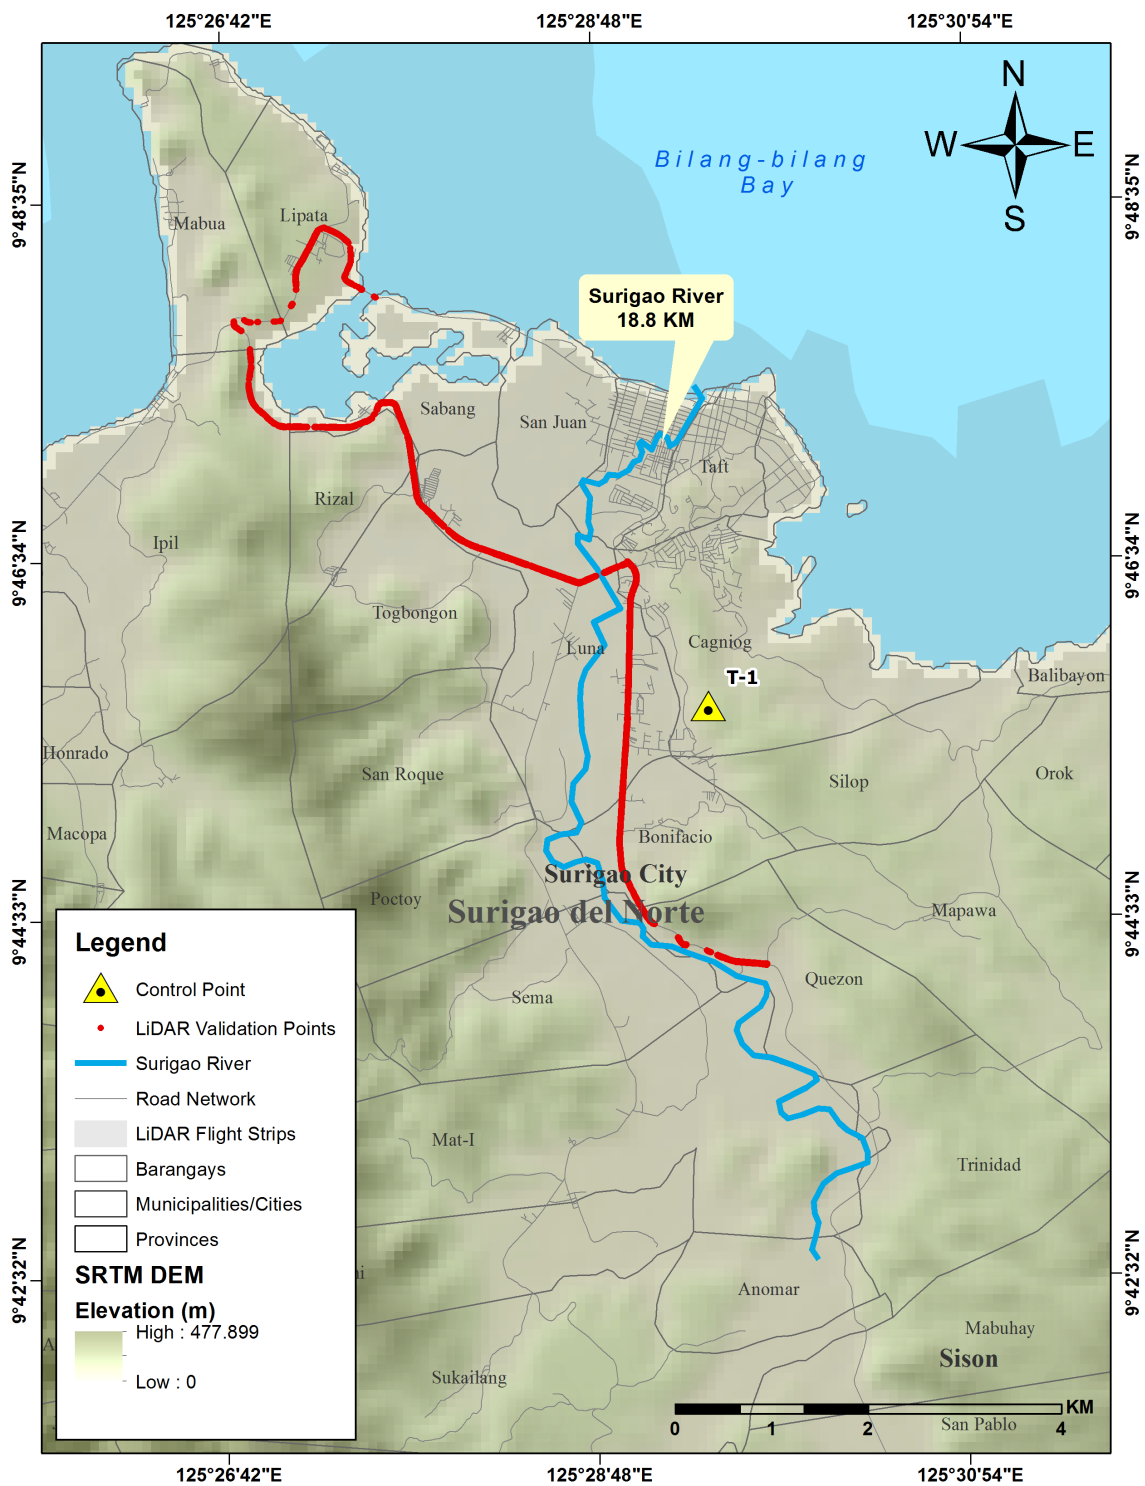 125°26'42"E
125°28'48"E
125°30'54"E
N
W
E
S
Bilang-bilang
Bay
9°48'35"N
9°48'35"N
Mabua
Lipata
Surigao River
18.8 KM
Sabang
San Juan
Taft
Rizal
Ipil
9°46'34"N
9°46'34"N
Togbongon
Luna
Cagniog
T-1
Balibayon
Honrado
San Roque
Silop
Orok
Macopa
Bonifacio
Surigao City
Poctoy
Surigao del Norte
Mapawa
9°44'33"N
9°44'33"N
Quezon
Sema
Mat-I
Trinidad
9°42'32"N
9°42'32"N
Anomar
Mabuhay
Sison
Sukailang
San Pablo
Legend
Control Point
LiDAR Validation Points
Surigao River
Road Network
LiDAR Flight Strips
Barangays
Municipalities/Cities
Provinces
SRTM DEM
Elevation (m)
High : 477.899
Low : 0
KM
0
1
2
4
125°26'42"E
125°28'48"E
125°30'54"E